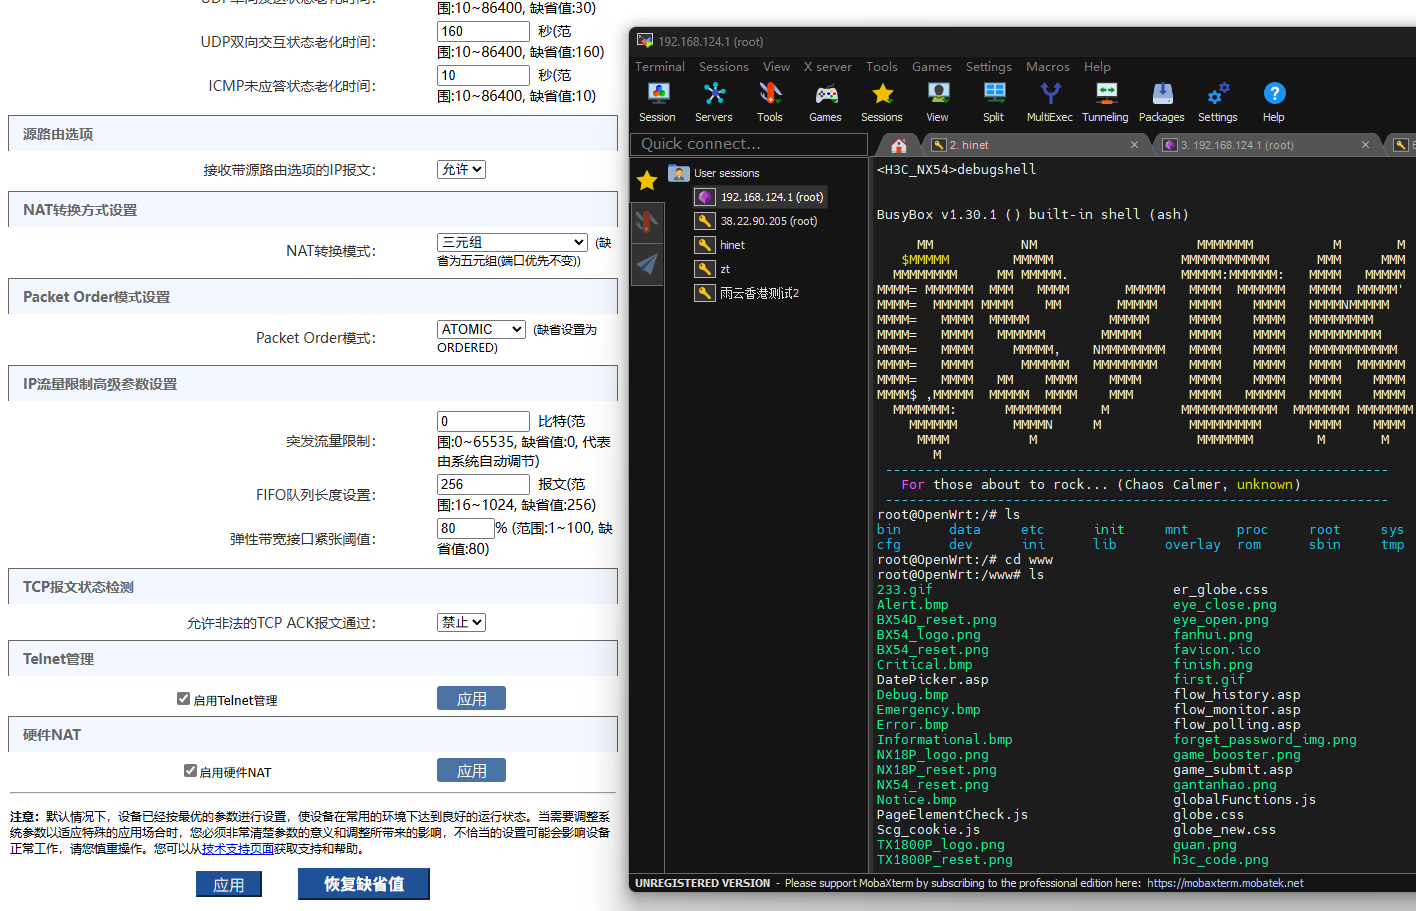 围:10~86400, 缺省值:30)
UDP双向交互状态老化时间:
160 秒(范
围:10~86400, 缺省值:160)
ICMP未应答状态老化时间:
10 秒(范
围:10~86400, 缺省值:10)
源路由选项
接收带源路由选项的IP报文: 允许
NAT转换方式设置
NAT转换模式: 三元组 (缺
省为五元组(端口优先不变))
Packet Order模式设置
Packet Order模式: ATOMIC (缺省设置为
ORDERED)
IP流量限制高级参数设置
突发流量限制:
0 比特(范
围:0~65535, 缺省值:0, 代表
由系统自动调节)
FIFO队列长度设置:
256 报文(范
围:16~1024, 缺省值:256)
弹性带宽接口紧张阈值:
80 % (范围:1~100, 缺
省值:80)
TCP报文状态检测
允许非法的TCP ACK报文通过: 禁止
Telnet管理
启用Telnet管理 应用
硬件NAT
启用硬件NAT 应用
注意: 默认情况下，设备已经按最优的参数进行设置，使设备在常用的环境下达到良好的运行状态。当需要调整系
统参数以适应特殊的应用场合时，您必须非常清楚参数的意义和调整所带来的影响，不恰当的设置可能会影响设备
正常工作，请您慎重操作。您可以从技术支持页面获取支持和帮助。
应用 恢复缺省值
192.168.124.1 (root)
Terminal Sessions View X server Tools Games Settings Macros Help
Session Servers Tools Games Sessions View Split MultiExec Tunneling Packages Settings Help
Quick connect...
2. hinet
3. 192.168.124.1 (root)
User sessions
192.168.124.1 (root)
38.22.90.205 (root)
hinet
zt
雨云香港测试2
<H3C_NX54>debugshell
BusyBox v1.30.1 () built-in shell (ash)
For those about to rock... (Chaos Calmer, unknown)
root@OpenWrt:/# ls
bin data etc init mnt proc root sys
cfg dev ini lib overlay rom sbin tmp
root@OpenWrt:/# cd www
root@OpenWrt:/www# ls
233.gif er_globe.css
Alert.bmp eye_close.png
BX54D_reset.png eye_open.png
BX54_logo.png fanhui.png
BX54_reset.png favicon.ico
Critical.bmp finish.png
DatePicker.asp first.gif
Debug.bmp flow_history.asp
Emergency.bmp flow_monitor.asp
Error.bmp flow_polling.asp
Informational.bmp forget_password_img.png
NX18P_logo.png game_booster.png
NX18P_reset.png game_submit.asp
NX54_reset.png gantanhao.png
Notice.bmp globalFunctions.js
PageElementCheck.js globe.css
Scg_cookie.js globe_new.css
TX1800P_logo.png guan.png
TX1800P_reset.png h3c_code.png
UNREGISTERED VERSION - Please support MobaXterm by subscribing to the professional edition here: https://mobaxterm.mobatek.net